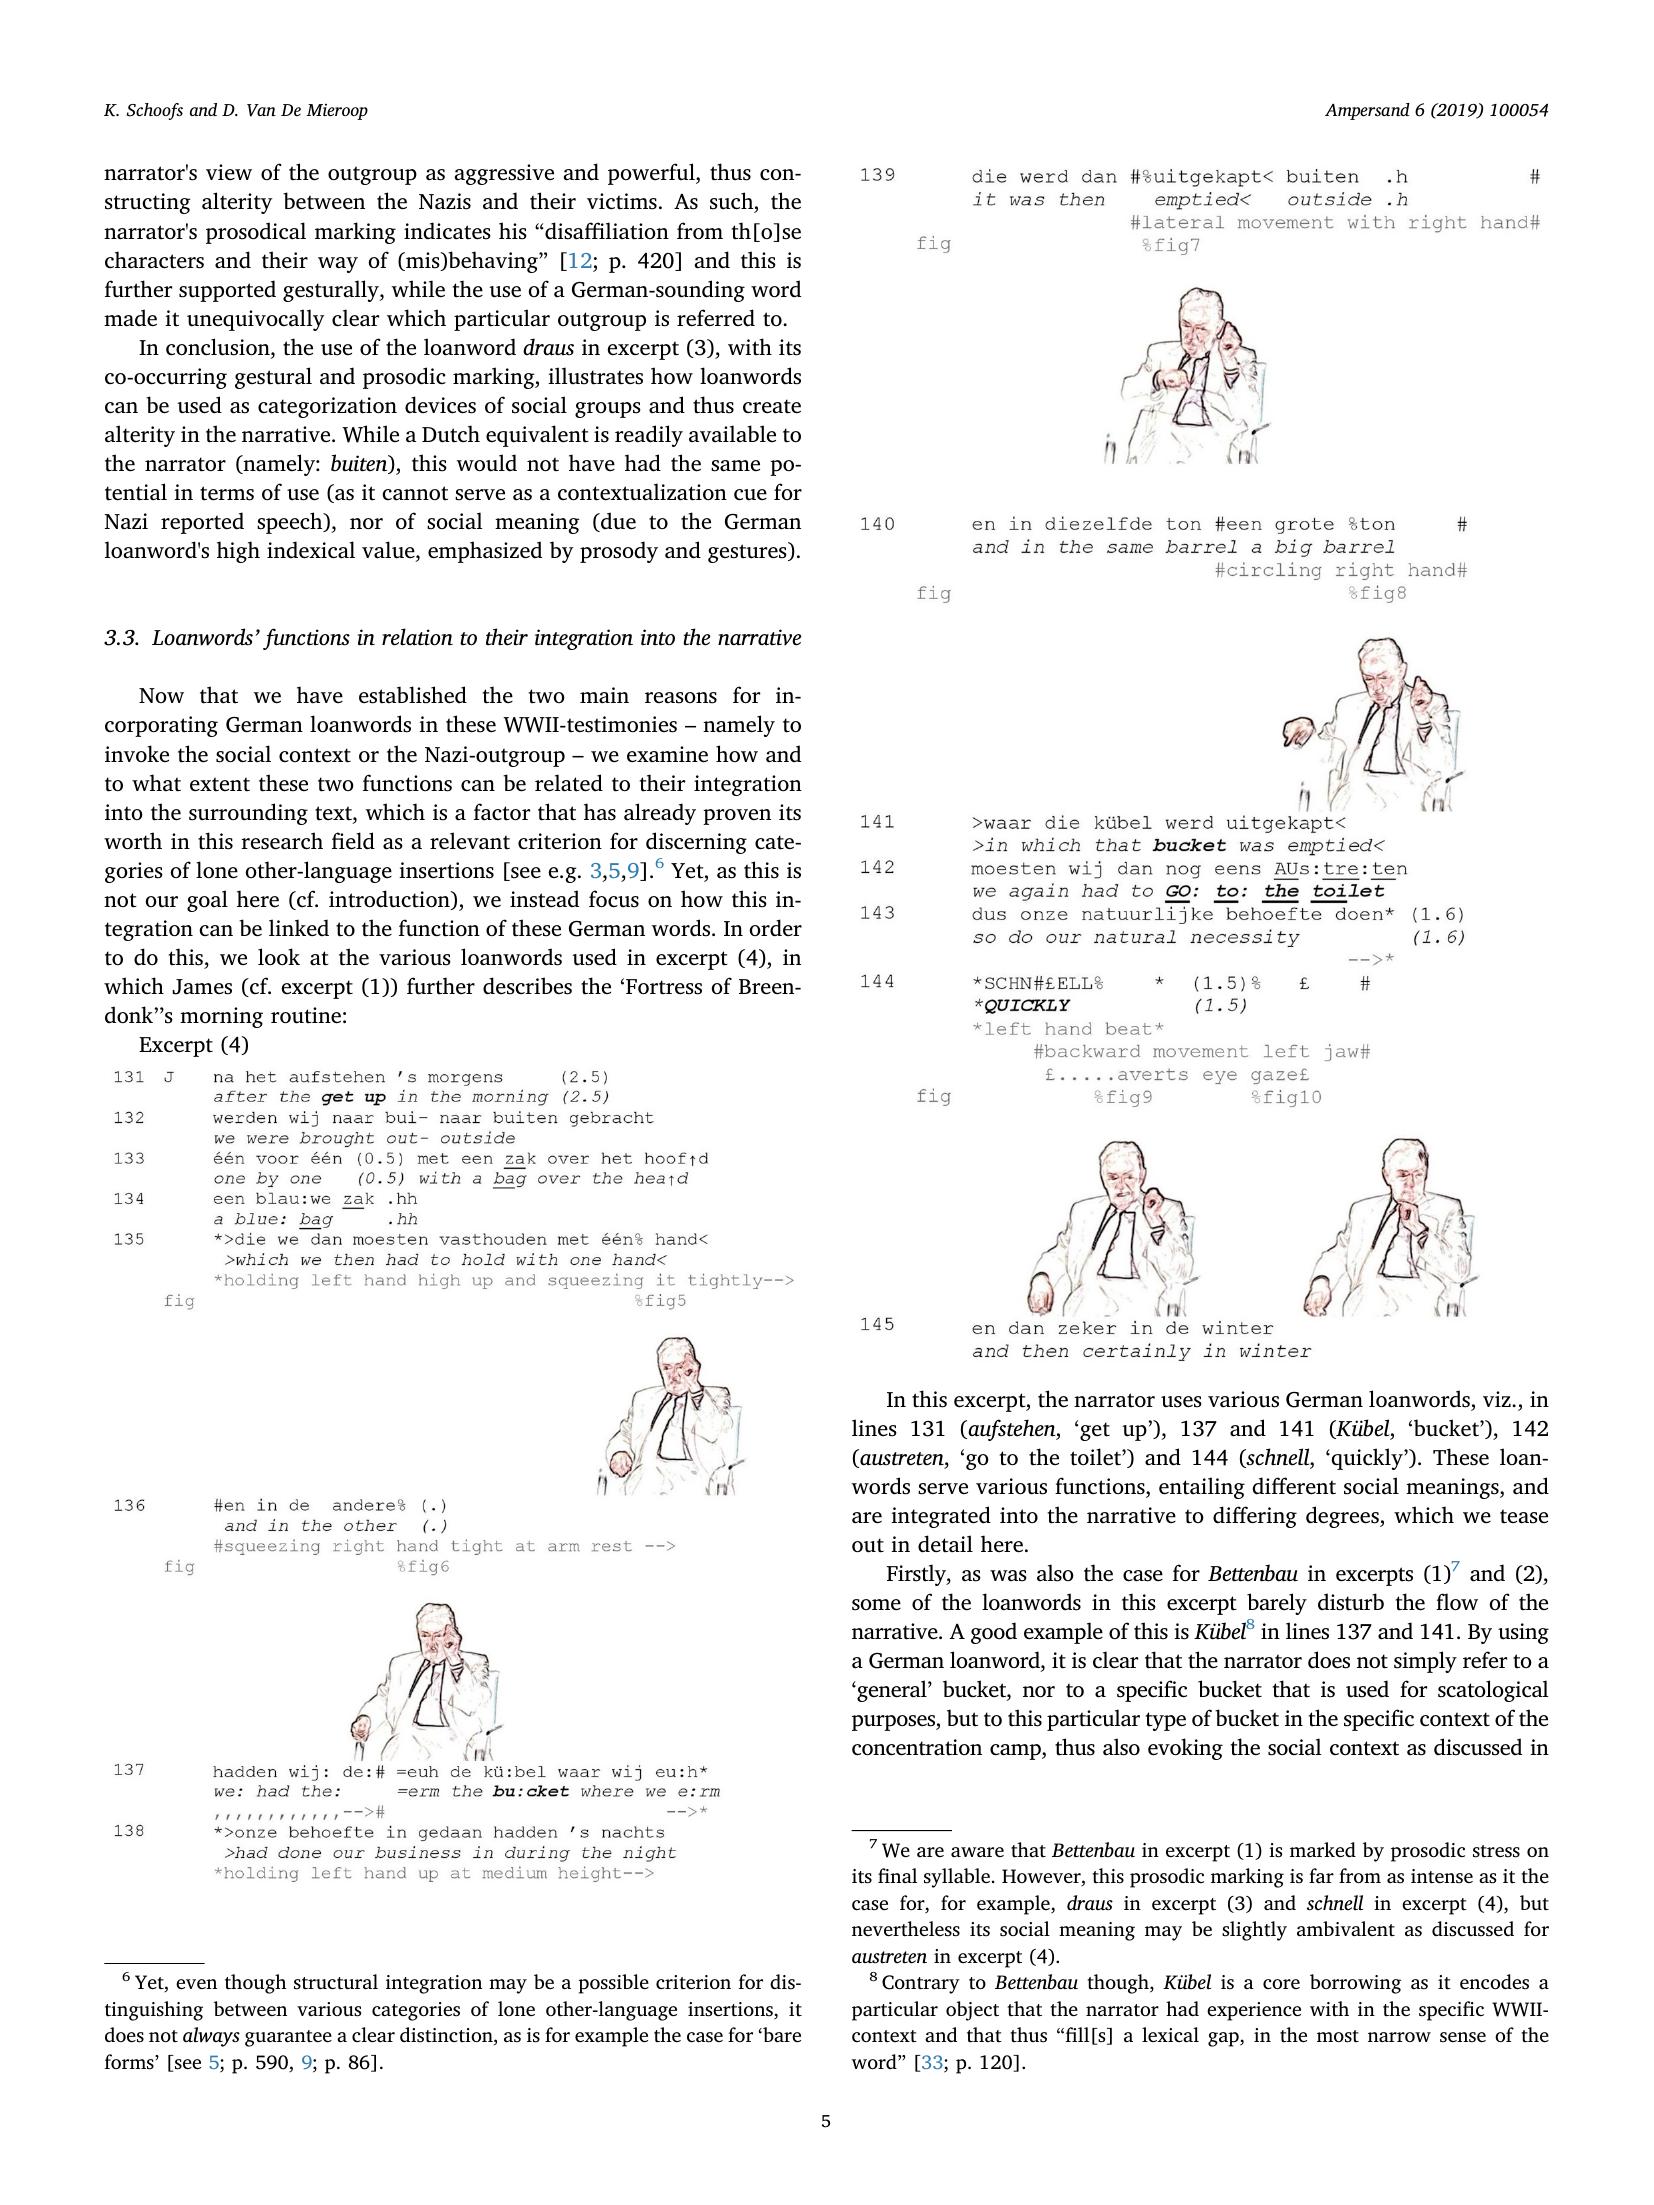 K. Schoofs and D. Van De Mieroop
Ampersand 6 (2019) 100054
narrator's view of the outgroup as aggressive and powerful, thus con-
structing alterity between the Nazis and their victims. As such, the
narrator's prosodical marking indicates his “disaffiliation from th[o]se
characters and their way of (mis)behaving” [12; p. 420] and this is
further supported gesturally, while the use of a German-sounding word
made it unequivocally clear which particular outgroup is referred to.
In conclusion, the use of the loanword draus in excerpt (3), with its
co-occurring gestural and prosodic marking, illustrates how loanwords
can be used as categorization devices of social groups and thus create
alterity in the narrative. While a Dutch equivalent is readily available to
the narrator (namely: buiten), this would not have had the same po-
tential in terms of use (as it cannot serve as a contextualization cue for
Nazi reported speech), nor of social meaning (due to the German
loanword's high indexical value, emphasized by prosody and gestures).
3.3. Loanwords’ functions in relation to their integration into the narrative
Now that we have established the two main reasons for in-
corporating German loanwords in these WWII-testimonies – namely to
invoke the social context or the Nazi-outgroup – we examine how and
to what extent these two functions can be related to their integration
into the surrounding text, which is a factor that has already proven its
worth in this research field as a relevant criterion for discerning cate-
gories of lone other-language insertions [see e.g. 3,5,9].6 Yet, as this is
not our goal here (cf. introduction), we instead focus on how this in-
tegration can be linked to the function of these German words. In order
to do this, we look at the various loanwords used in excerpt (4), in
which James (cf. excerpt (1)) further describes the ‘Fortress of Breen-
donk’'s morning routine:
Excerpt (4)
131 J na het aufstehen ’s morgens (2.5)
after the get up in the morning (2.5)
132 werden wij naar bui- naar buiten gebracht
we were brought out- outside
133 één voor één (0.5) met een zak over het hoof↑d
one by one (0.5) with a bag over the hea↑d
134 een blau:we zak .hh
a blue: bag .hh
135 *>die we dan moesten vasthouden met één% hand<
>which we then had to hold with one hand<
*holding left hand high up and squeezing it tightly-->
fig %fig5
136 #en in de andere% (.)
and in the other (.)
#squeezing right hand tight at arm rest -->
fig %fig6
137 hadden wij: de:# =euh de kü:bel waar wij eu:h*
we: had the: =erm the bu:cket where we e:rm
,,,,,,,,,,,,-->#  -->*
138 *>onze behoefte in gedaan hadden ’s nachts
>had done our business in during the night
*holding left hand up at medium height-->
6 Yet, even though structural integration may be a possible criterion for dis-
tinguishing between various categories of lone other-language insertions, it
does not always guarantee a clear distinction, as is for example the case for ‘bare
forms’ [see 5; p. 590, 9; p. 86].
139 die werd dan #%uitgekapt< buiten .h #
it was then emptied< outside .h
#lateral movement with right hand#
fig %fig7
140 en in diezelfde ton #een grote %ton #
and in the same barrel a big barrel
#circling right hand#
fig %fig8
141 >waar die kübel werd uitgekapt<
>in which that bucket was emptied<
142 moesten wij dan nog eens AUs:tre:ten
we again had to GO: to: the toilet
143 dus onze natuurlijke behoefte doen* (1.6)
so do our natural necessity (1.6)
-->*
144 *SCHN#£ELL% * (1.5)% £ #
*QUICKLY (1.5)
*left hand beat*
#backward movement left jaw#
£.....averts eye gaze£
fig %fig9 %fig10
145 en dan zeker in de winter
and then certainly in winter
In this excerpt, the narrator uses various German loanwords, viz., in
lines 131 (aufstehen, ‘get up’), 137 and 141 (Kübel, ‘bucket’), 142
(austreten, ‘go to the toilet’) and 144 (schnell, ‘quickly’). These loan-
words serve various functions, entailing different social meanings, and
are integrated into the narrative to differing degrees, which we tease
out in detail here.
Firstly, as was also the case for Bettenbau in excerpts (1)7 and (2),
some of the loanwords in this excerpt barely disturb the flow of the
narrative. A good example of this is Kübel8 in lines 137 and 141. By using
a German loanword, it is clear that the narrator does not simply refer to a
‘general’ bucket, nor to a specific bucket that is used for scatological
purposes, but to this particular type of bucket in the specific context of the
concentration camp, thus also evoking the social context as discussed in
7 We are aware that Bettenbau in excerpt (1) is marked by prosodic stress on
its final syllable. However, this prosodic marking is far from as intense as it the
case for, for example, draus in excerpt (3) and schnell in excerpt (4), but
nevertheless its social meaning may be slightly ambivalent as discussed for
austreten in excerpt (4).
8 Contrary to Bettenbau though, Kübel is a core borrowing as it encodes a
particular object that the narrator had experience with in the specific WWII-
context and that thus “fill[s] a lexical gap, in the most narrow sense of the
word” [33; p. 120].
5